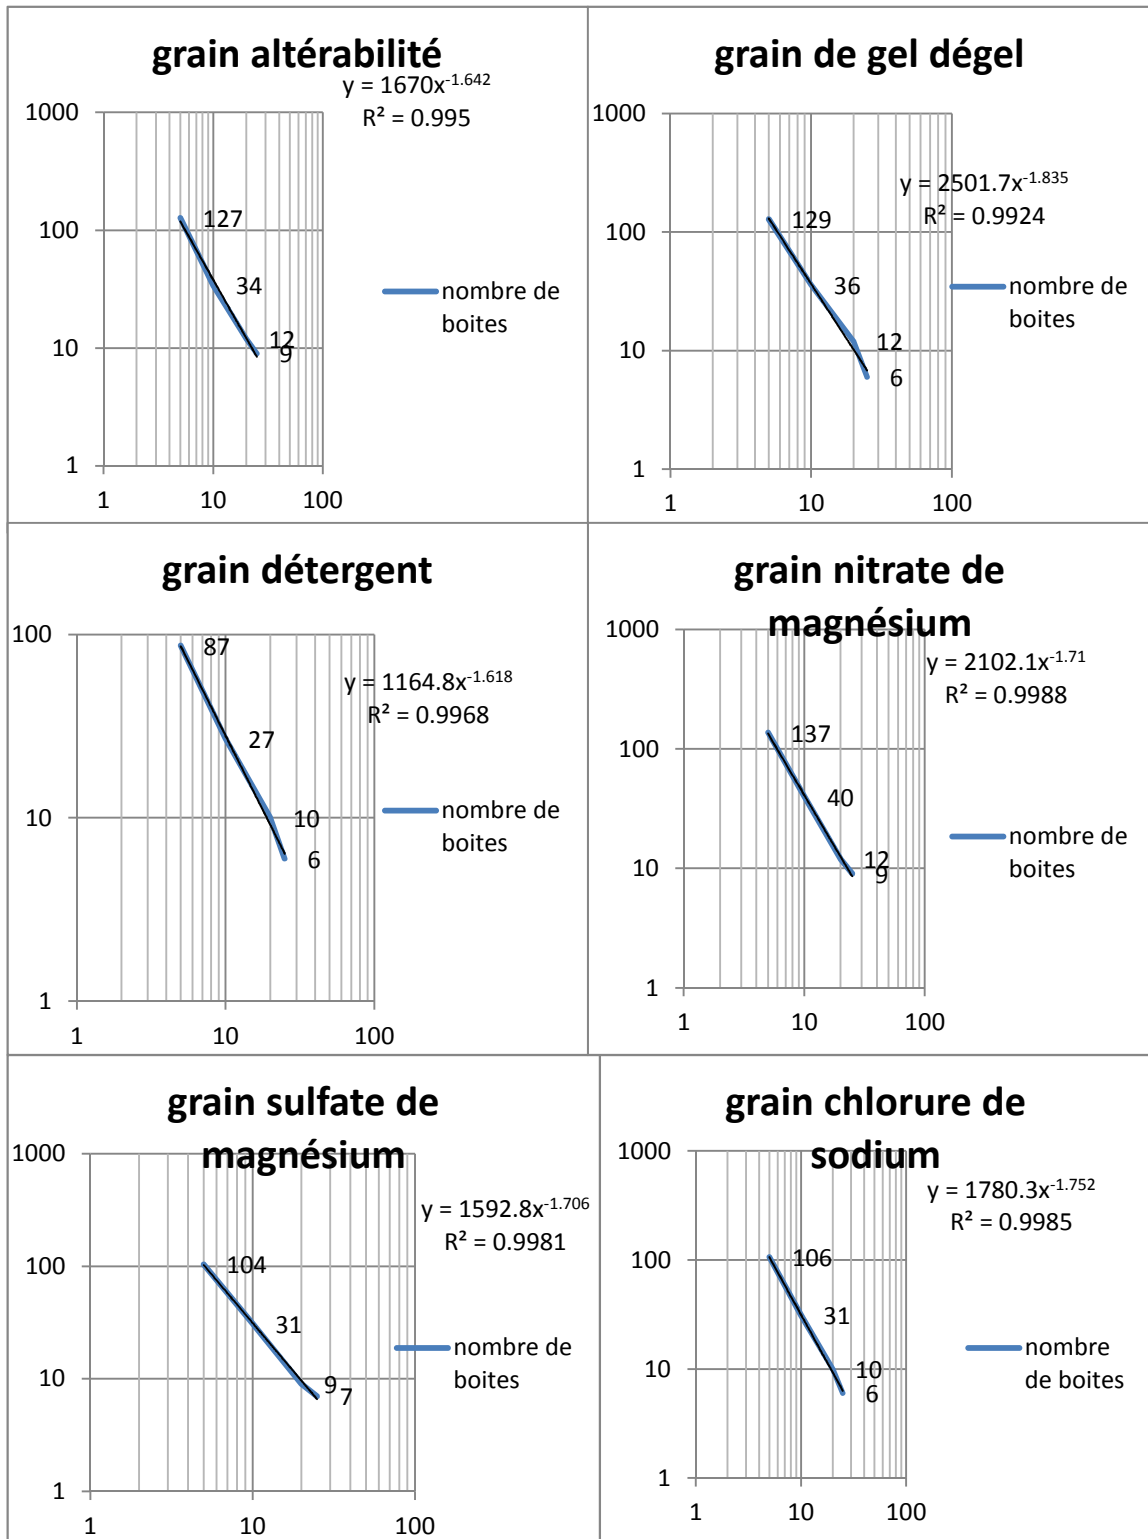 grain altérabilité
y = 1670x^-1.642
R² = 0.995
1000
100
10
1
127
34
12
9
1 10 100
nombre de
boites
grain de gel dégel
y = 2501.7x^-1.835
R² = 0.9924
1000
100
10
1
129
36
12
6
1 10 100
nombre de
boites
grain détergent
y = 1164.8x^-1.618
R² = 0.9968
100
10
1
87
27
10
6
1 10 100
nombre de
boites
grain nitrate de
magnésium
y = 2102.1x^-1.71
R² = 0.9988
1000
100
10
1
137
40
12
9
1 10 100
nombre de
boites
grain sulfate de
magnésium
y = 1592.8x^-1.706
R² = 0.9981
1000
100
10
1
104
31
9
7
1 10 100
nombre de
boites
grain chlorure de
sodium
y = 1780.3x^-1.752
R² = 0.9985
1000
100
10
1
106
31
10
6
1 10 100
nombre
de boites